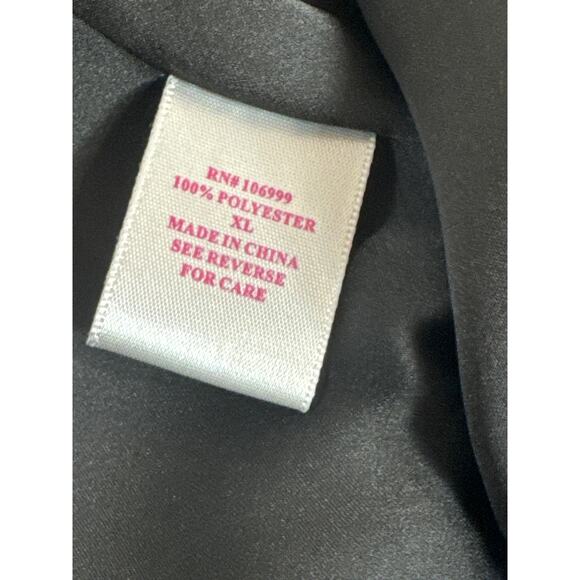 RN# 106999
100% POLYESTER
XL
MADE IN CHINA
SEE REVERSE
FOR CARE